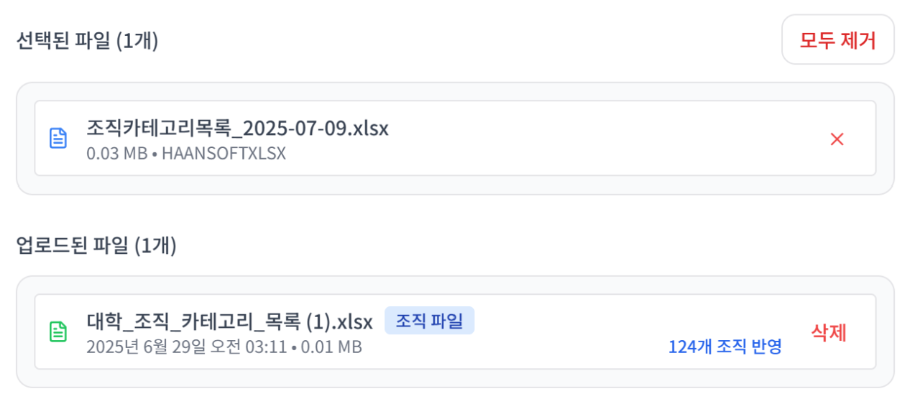 선택된 파일 (1개)
모두 제거
조직카테고리목록_2025-07-09.xlsx
0.03 MB • HAANSOFTXLSX
업로드된 파일 (1개)
대학_조직_카테고리_목록 (1).xlsx 조직 파일
2025년 6월 29일 오전 03:11 • 0.01 MB
124개 조직 반영
삭제